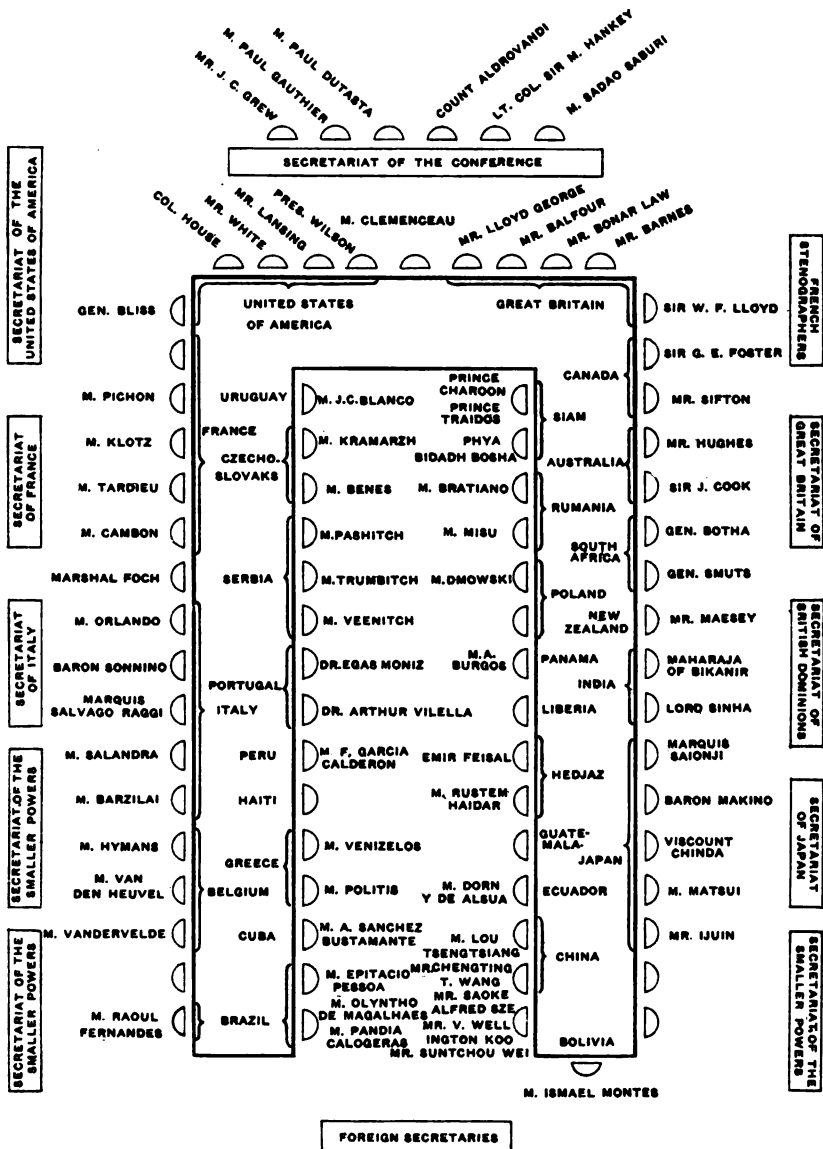 MR. J. C. GREW
M. PAUL GAUTHIER
M. PAUL DUTASTA
COUNT ALDROVANDI
LT. COL. SIR M. HANKEY
M. SADAO SABURI
SECRETARIAT OF THE CONFERENCE
COL. HOUSE
MR. WHITE
MR. LANSING
PRES. WILSON
M. CLEMENCEAU
MR. LLOYD GEORGE
MR. BALFOUR
MR. BONAR LAW
MR. BARNES
SECRETARIAT OF THE
UNITED STATES OF AMERICA
SECRETARIAT
OF FRANCE
SECRETARIAT
OF ITALY
SECRETARIAT OF THE
SMALLER POWERS
SECRETARIAT OF THE
SMALLER POWERS
GEN. BLISS
M. PICHON
M. KLOTZ
M. TARDIEU
M. CAMBON
MARSHAL FOCH
M. ORLANDO
BARON SONNINO
MARQUIS
SALVAGO RAGGI
M. SALANDRA
M. BARZILAI
M. HYMANS
M. VAN
DEN HEUVEL
M. VANDERVELDE
M. RAOUL
FERNANDES
UNITED STATES
OF AMERICA
GREAT BRITAIN
URUGUAY
FRANCE
CZECHO-
SLOVAKS
SERBIA
PORTUGAL
ITALY
PERU
HAITI
GREECE
BELGIUM
CUBA
BRAZIL
M. J.C. BLANCO
M. KRAMARZH
M. BENES
M. PASHITCH
M. TRUMBITCH
M. VEENITCH
DR. EGAS MONIZ
DR. ARTHUR VILELLA
M. F. GARCIA
CALDERON
M. VENIZELOS
M. POLITIS
M. A. SANCHEZ
BUSTAMANTE
M. EPITACIO
PESSOA
M. OLYNTHO
DE MAGALHAES
M. PANDIA
CALOGERAS
PRINCE
CHAROON
PRINCE
TRAIDOS
PHYA
BIDADH BOSHA
M. BRATIANO
M. MISU
M. DMOWSKI
M. A.
BURGOS
EMIR FEISAL
M. RUSTEM
HAIDAR
M. DORN
Y DE ALSUA
M. LOU
TSENGTSIANG
MR. CHENGTING
T. WANG
MR. SAOKE
ALFRED SZE
MR. V. WELL
INGTON KOO
MR. SUNTCHOU WEI
CANADA
SIAM
AUSTRALIA
RUMANIA
SOUTH
AFRICA
POLAND
NEW
ZEALAND
PANAMA
INDIA
LIBERIA
HEDJAZ
GUATE-
MALA
JAPAN
ECUADOR
CHINA
BOLIVIA
SIR W. F. LLOYD
SIR G. E. FOSTER
MR. SIFTON
MR. HUGHES
SIR J. COOK
GEN. BOTHA
GEN. SMUTS
MR. MAESEY
MAHARAJA
OF BIKANIR
LORD SINHA
MARQUIS
SAIONJI
BARON MAKINO
VISCOUNT
CHINDA
M. MATSUI
MR. IJUIN
FRENCH
STENOGRAPHERS
SECRETARIAT OF
GREAT BRITAIN
SECRETARIAT OF
BRITISH DOMINIONS
SECRETARIAT
OF JAPAN
SECRETARIAT OF THE
SMALLER POWERS
M. ISMAEL MONTES
FOREIGN SECRETARIES